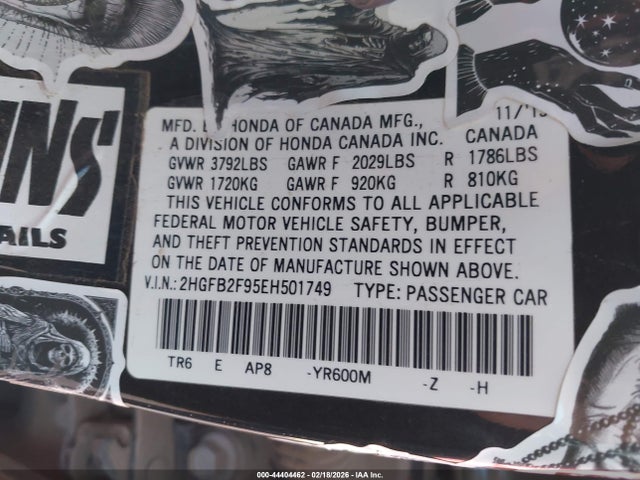 11/'13
MFD. BY HONDA OF CANADA MFG.,
A DIVISION OF HONDA CANADA INC. CANADA
GVWR 3792LBS GAWR F 2029LBS R 1786LBS
GVWR 1720KG GAWR F 920KG R 810KG
THIS VEHICLE CONFORMS TO ALL APPLICABLE
FEDERAL MOTOR VEHICLE SAFETY, BUMPER,
AND THEFT PREVENTION STANDARDS IN EFFECT
ON THE DATE OF MANUFACTURE SHOWN ABOVE.
V.I.N.: 2HGFB2F95EH501749 TYPE: PASSENGER CAR
TR6 E AP8 -YR600M -Z -H
AILS
000-44404462 - 02/18/2026 - IAA Inc.